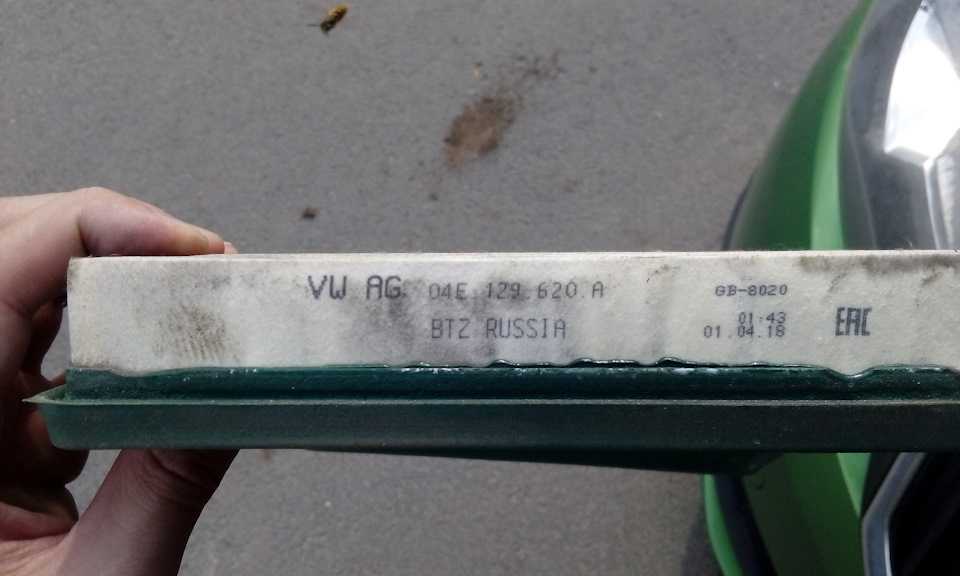 VW AG 04E 129 620 A
BTZ RUSSIA
GB-8020
01:43
01.04.18
EAC